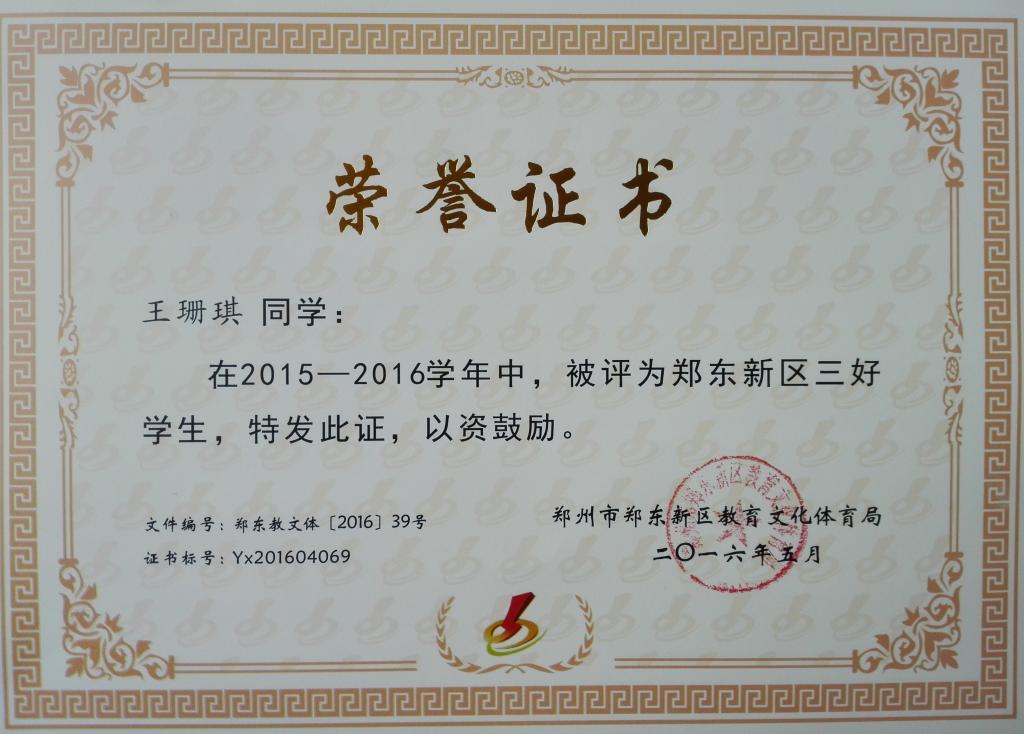 荣誉证书
王珊琪 同学：
在2015—2016学年中，被评为郑东新区三好
学生，特发此证，以资鼓励。
文件编号：郑东教文体〔2016〕39号
证书标号：Yx201604069
郑州市郑东新区教育文化体育局
二〇一六年五月